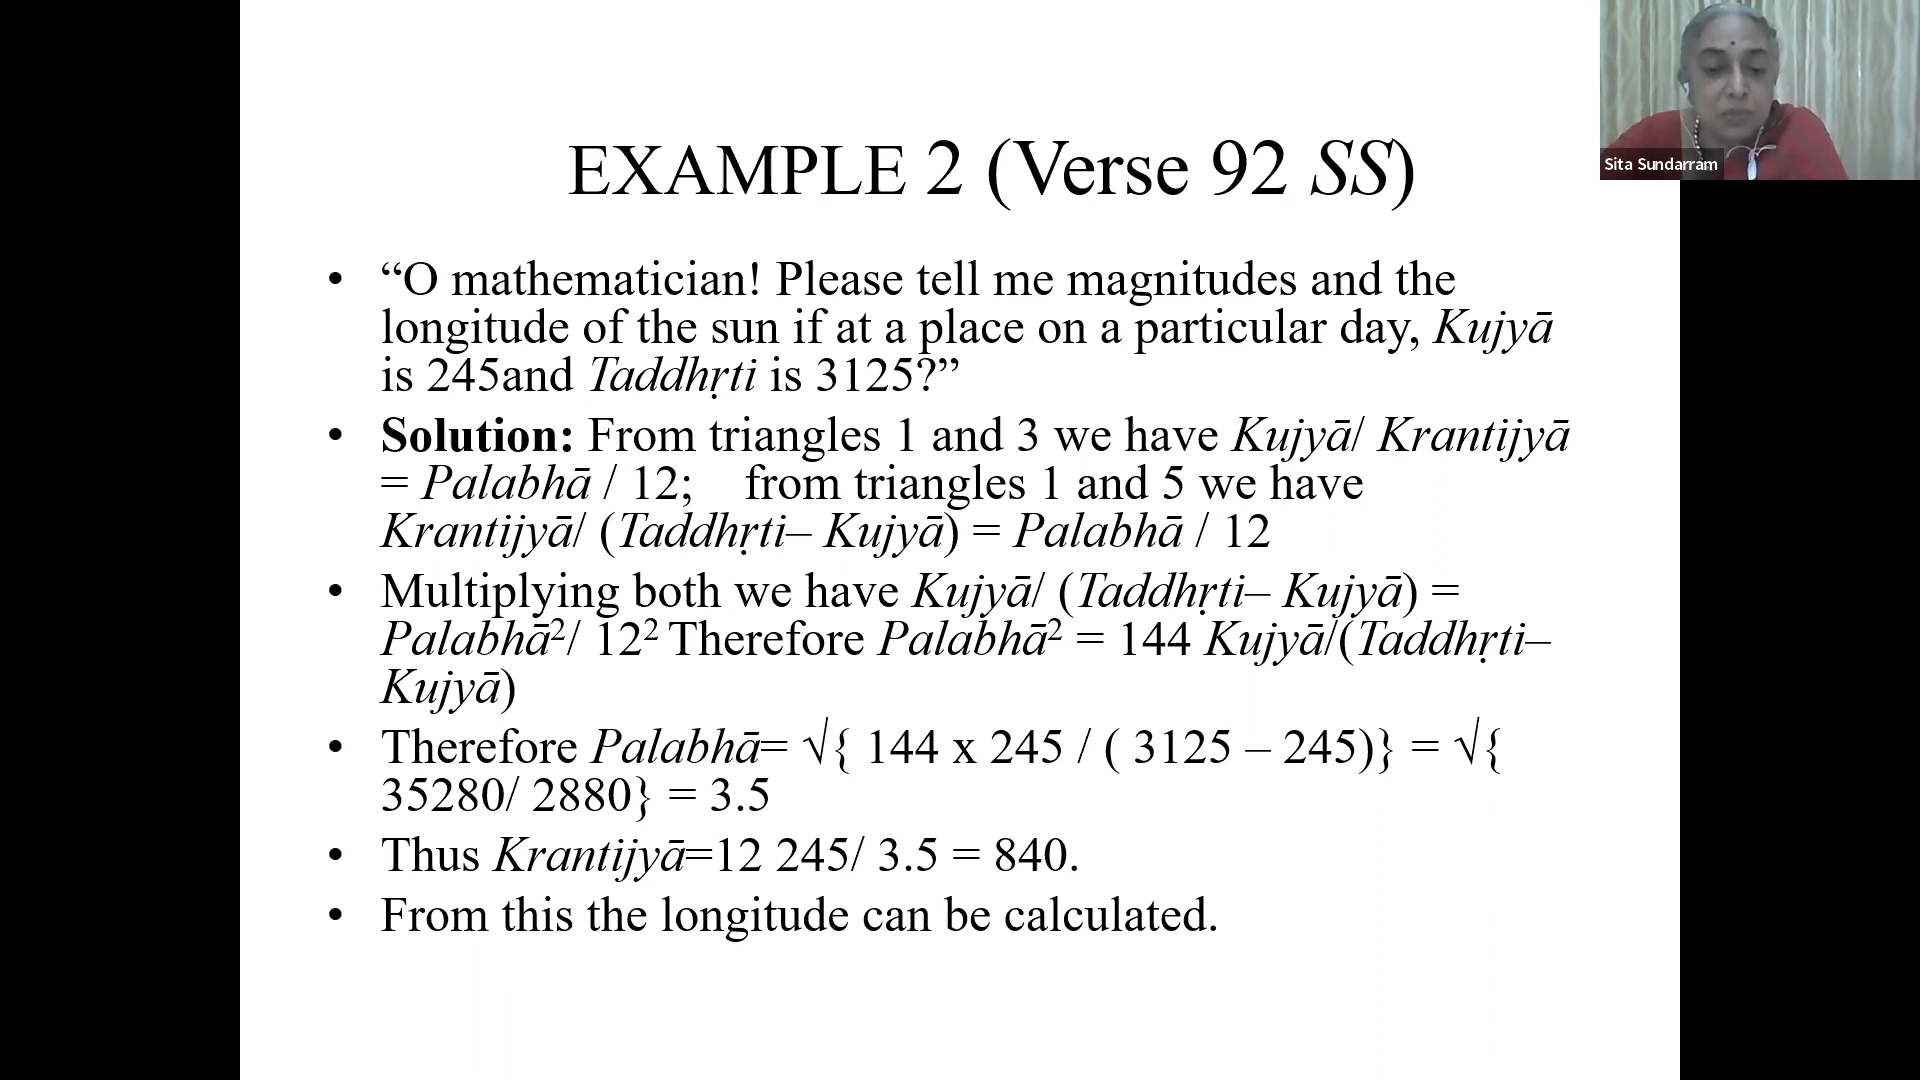 EXAMPLE 2 (Verse 92 SS)
Sita Sundarram
• “O mathematician! Please tell me magnitudes and the
longitude of the sun if at a place on a particular day, Kujyā
is 245and Taddhṛti is 3125?”
• Solution: From triangles 1 and 3 we have Kujyā/ Krantijyā
= Palabhā / 12; from triangles 1 and 5 we have
Krantijyā/ (Taddhṛti– Kujyā) = Palabhā / 12
• Multiplying both we have Kujyā/ (Taddhṛti– Kujyā) =
Palabhā²/ 12² Therefore Palabhā² = 144 Kujyā/(Taddhṛti–
Kujyā)
• Therefore Palabhā= √{ 144 x 245 / ( 3125 – 245)} = √{
35280/ 2880} = 3.5
• Thus Krantijyā=12 245/ 3.5 = 840.
• From this the longitude can be calculated.